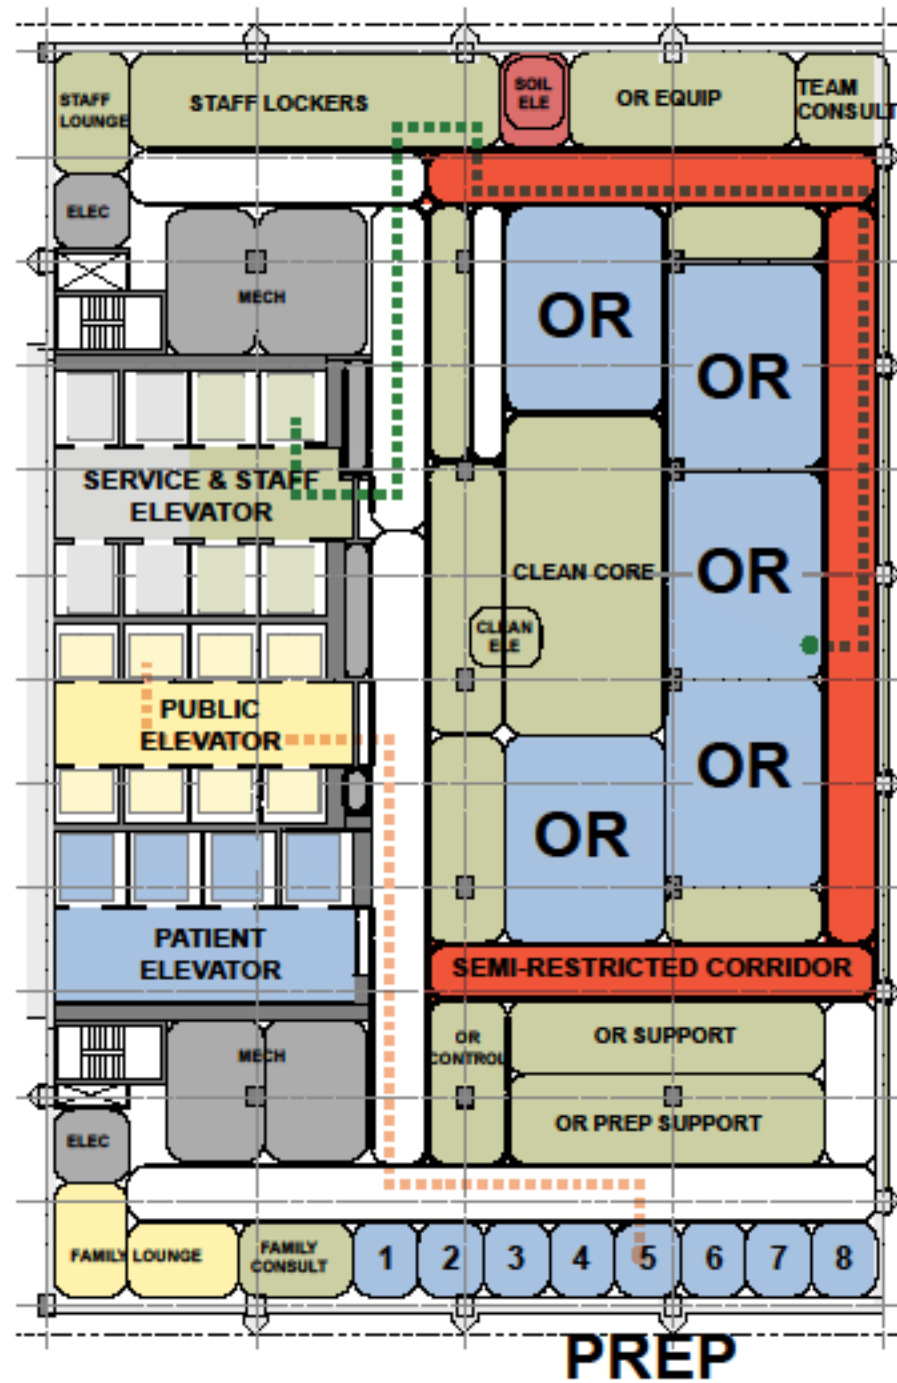 STAFF
LOUNGE
STAFF LOCKERS
SOIL
ELE
OR EQUIP
TEAM
CONSULT
ELEC
MECH
OR
OR
SERVICE & STAFF
ELEVATOR
CLEAN CORE
OR
CLEAN
ELE
PUBLIC
ELEVATOR
OR
OR
PATIENT
ELEVATOR
SEMI-RESTRICTED CORRIDOR
MECH
OR
CONTROL
OR SUPPORT
OR PREP SUPPORT
ELEC
FAMILY LOUNGE
FAMILY
CONSULT
1 2 3 4 5 6 7 8
PREP